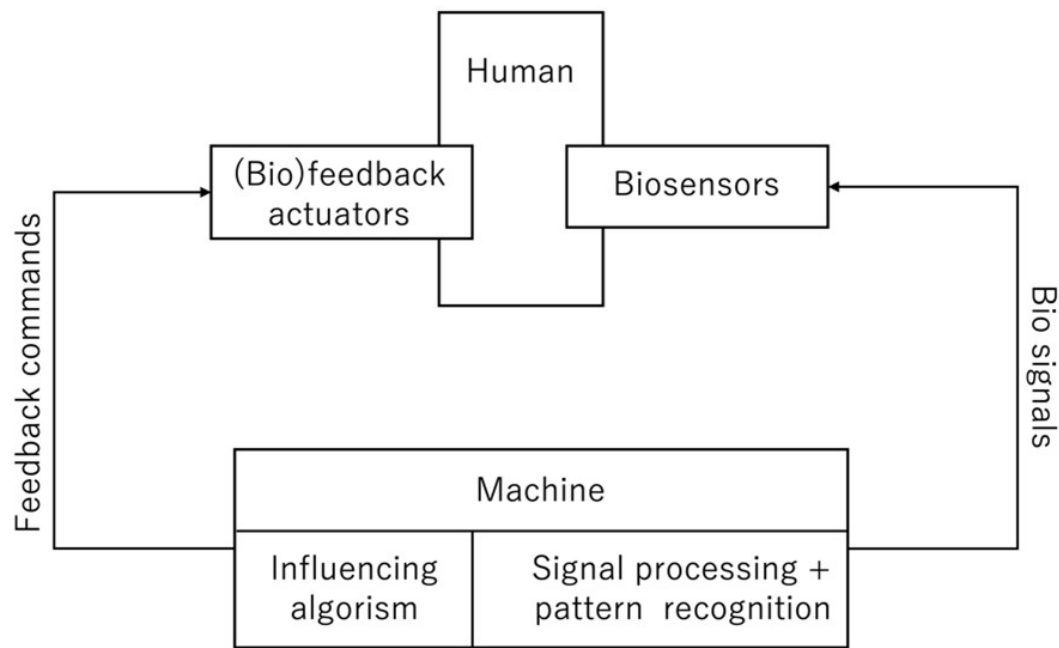 Human
(Bio)feedback
actuators
Biosensors
Feedback commands
Bio signals
Machine
Influencing
algorism
Signal processing +
pattern recognition